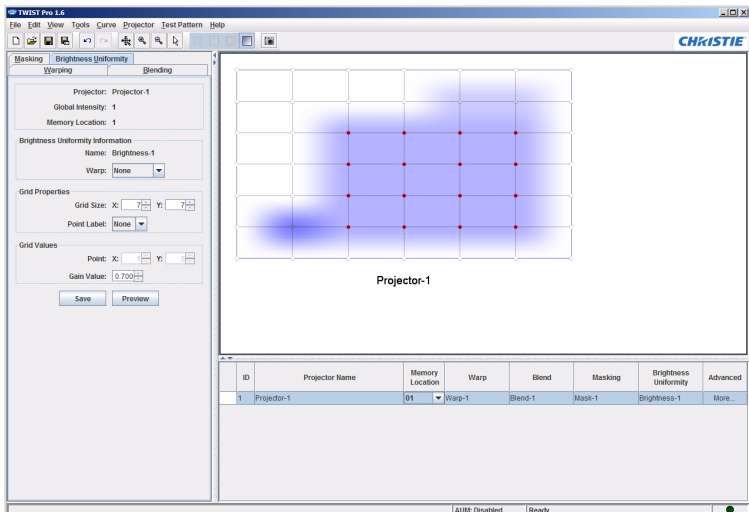 TWIST Pro 1.6
File Edit View Tools Curve Projector Test Pattern Help
CHRISTIE
Masking Brightness Uniformity
Warping Blending
Projector: Projector-1
Global Intensity: 1
Memory Location: 1
Brightness Uniformity Information
Name: Brightness-1
Warp: None
Grid Properties
Grid Size: X: 7 Y: 7
Point Label: None
Grid Values
Point: X: Y:
Gain Value: 0.700
Save Preview
Projector-1
ID Projector Name Memory Location Warp Blend Masking Brightness Uniformity Advanced
1 Projector-1 01 Warp-1 Blend-1 Mask-1 Brightness-1 More...
AUM: Disabled Ready